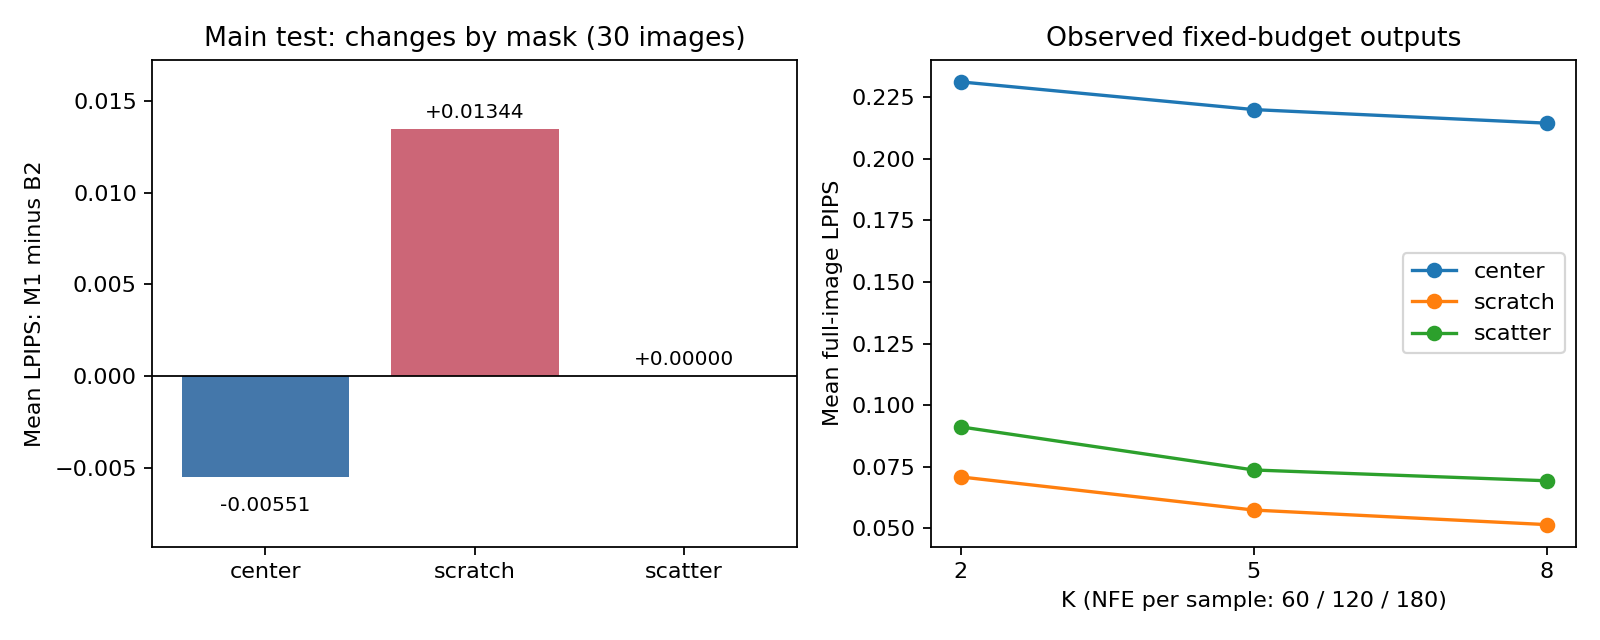 Main test: changes by mask (30 images)
Mean LPIPS: M1 minus B2
0.015
0.010
0.005
0.000
−0.005
+0.01344
+0.00000
-0.00551
center
scratch
scatter
Observed fixed-budget outputs
Mean full-image LPIPS
0.225
0.200
0.175
0.150
0.125
0.100
0.075
0.050
center
scratch
scatter
2
5
8
K (NFE per sample: 60 / 120 / 180)